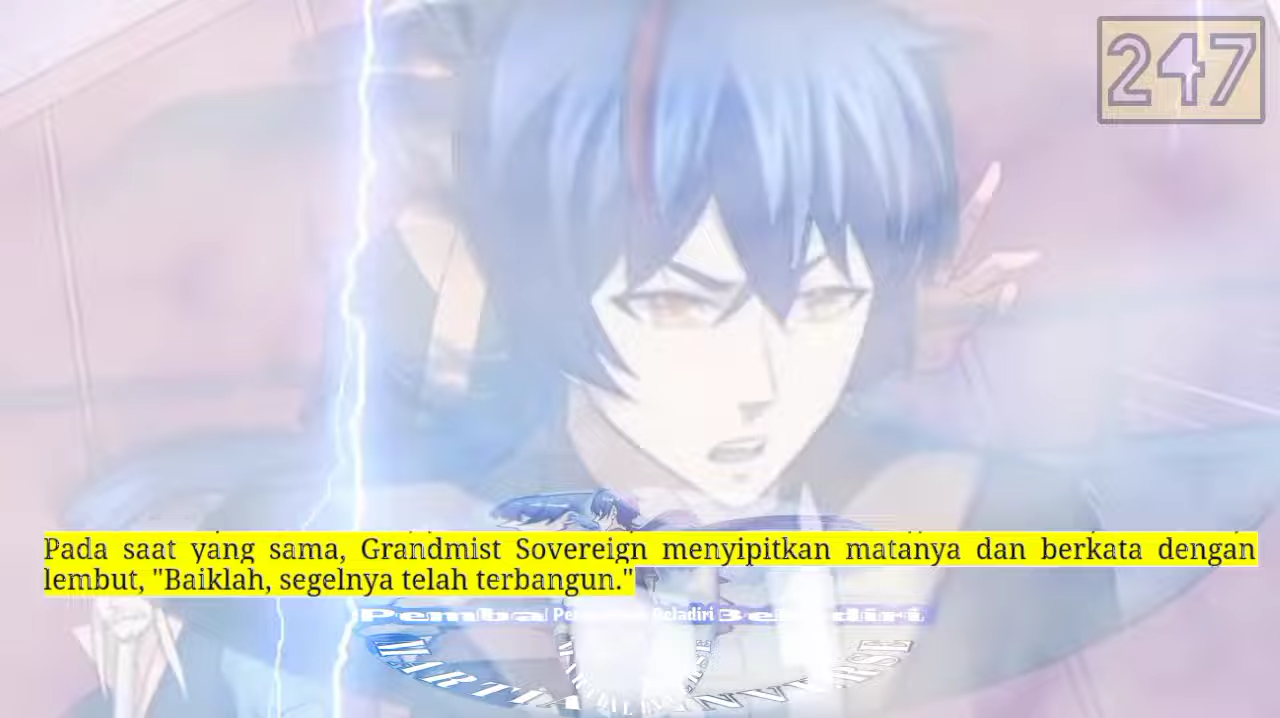 247
Pada saat yang sama, Grandmist Sovereign menyipitkan matanya dan berkata dengan
lembut, "Baiklah, segelnya telah terbangun."